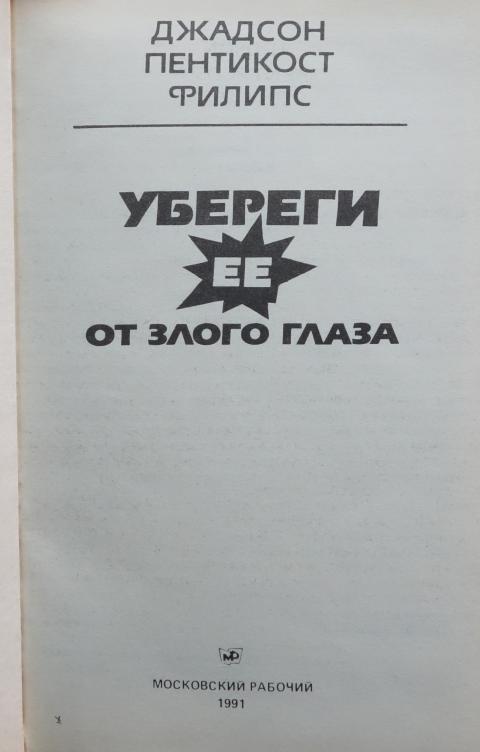 ДЖАДСОН
ПЕНТИКОСТ
ФИЛИПС
УБЕРЕГИ
ЕЕ
ОТ ЗЛОГО ГЛАЗА
МР
МОСКОВСКИЙ РАБОЧИЙ
1991